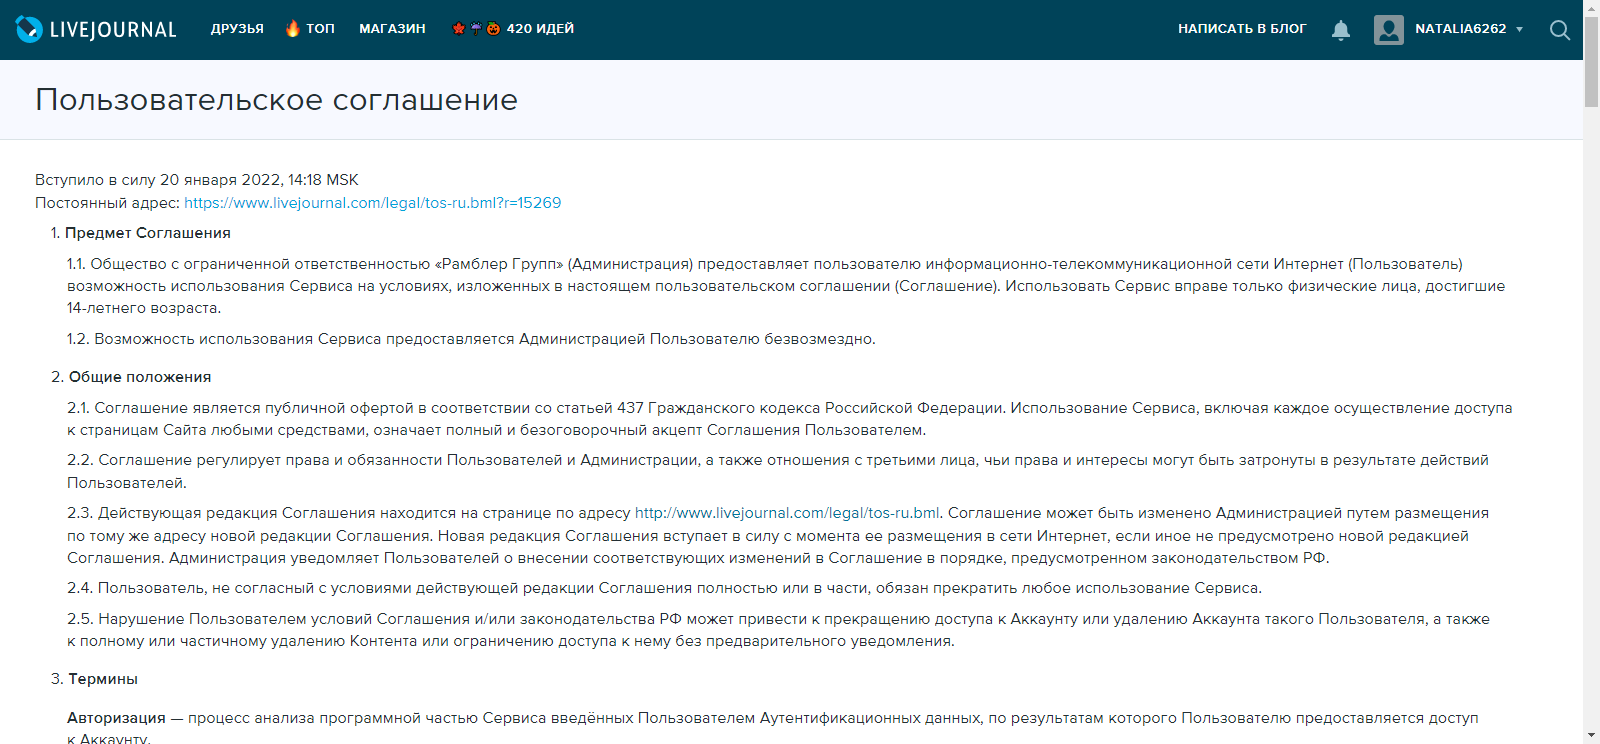 LIVEJOURNAL ДРУЗЬЯ ТОП МАГАЗИН 420 ИДЕЙ НАПИСАТЬ В БЛОГ NATALIA6262
Пользовательское соглашение
Вступило в силу 20 января 2022, 14:18 MSK
Постоянный адрес: https://www.livejournal.com/legal/tos-ru.bml?r=15269
1. Предмет Соглашения
1.1. Общество с ограниченной ответственностью «Рамблер Групп» (Администрация) предоставляет пользователю информационно-телекоммуникационной сети Интернет (Пользователь)
возможность использования Сервиса на условиях, изложенных в настоящем пользовательском соглашении (Соглашение). Использовать Сервис вправе только физические лица, достигшие
14-летнего возраста.
1.2. Возможность использования Сервиса предоставляется Администрацией Пользователю безвозмездно.
2. Общие положения
2.1. Соглашение является публичной офертой в соответствии со статьей 437 Гражданского кодекса Российской Федерации. Использование Сервиса, включая каждое осуществление доступа
к страницам Сайта любыми средствами, означает полный и безоговорочный акцепт Соглашения Пользователем.
2.2. Соглашение регулирует права и обязанности Пользователей и Администрации, а также отношения с третьими лица, чьи права и интересы могут быть затронуты в результате действий
Пользователей.
2.3. Действующая редакция Соглашения находится на странице по адресу http://www.livejournal.com/legal/tos-ru.bml. Соглашение может быть изменено Администрацией путем размещения
по тому же адресу новой редакции Соглашения. Новая редакция Соглашения вступает в силу с момента ее размещения в сети Интернет, если иное не предусмотрено новой редакцией
Соглашения. Администрация уведомляет Пользователей о внесении соответствующих изменений в Соглашение в порядке, предусмотренном законодательством РФ.
2.4. Пользователь, не согласный с условиями действующей редакции Соглашения полностью или в части, обязан прекратить любое использование Сервиса.
2.5. Нарушение Пользователем условий Соглашения и/или законодательства РФ может привести к прекращению доступа к Аккаунту или удалению Аккаунта такого Пользователя, а также
к полному или частичному удалению Контента или ограничению доступа к нему без предварительного уведомления.
3. Термины
Авторизация — процесс анализа программной частью Сервиса введённых Пользователем Аутентификационных данных, по результатам которого Пользователю предоставляется доступ
к Аккаунту.